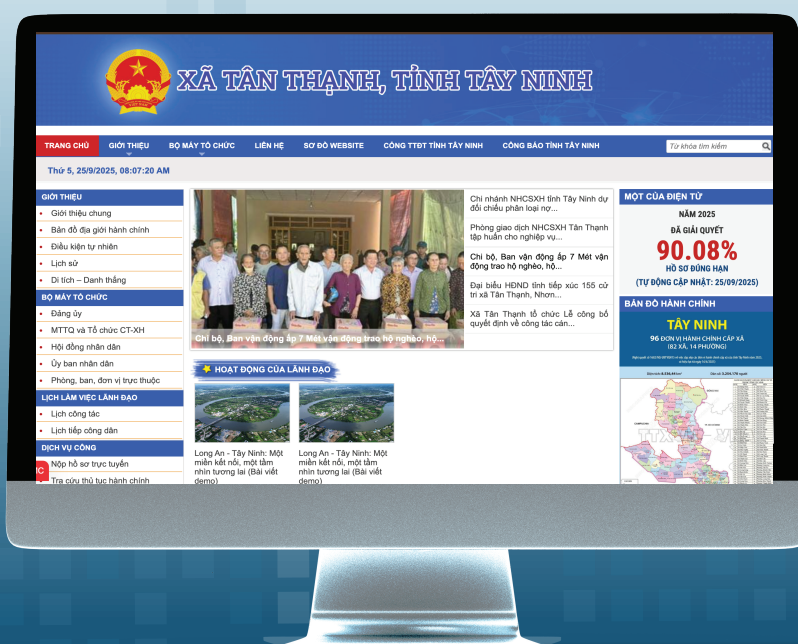 XÃ TÂN THẠNH, TỈNH TÂY NINH
VIỆT NAM
TRANG CHỦ
GIỚI THIỆU
BỘ MÁY TỔ CHỨC
LIÊN HỆ
SƠ ĐỒ WEBSITE
CỔNG TTĐT TỈNH TÂY NINH
CÔNG BÁO TỈNH TÂY NINH
Từ khóa tìm kiếm
Thứ 5, 25/9/2025, 08:07:20 AM
GIỚI THIỆU
Giới thiệu chung
Bản đồ địa giới hành chính
Điều kiện tự nhiên
Lịch sử
Di tích – Danh thắng
BỘ MÁY TỔ CHỨC
Đảng ủy
MTTQ và Tổ chức CT-XH
Hội đồng nhân dân
Ủy ban nhân dân
Phòng, ban, đơn vị trực thuộc
LỊCH LÀM VIỆC LÃNH ĐẠO
Lịch công tác
Lịch tiếp công dân
DỊCH VỤ CÔNG
Nộp hồ sơ trực tuyến
Tra cứu thủ tục hành chính
Chi bộ, Ban vận động ấp 7 Mét vận động trao hộ nghèo, hộ...
Chi nhánh NHCSXH tỉnh Tây Ninh dự
đối chiếu phân loại nợ...
Phòng giao dịch NHCSXH Tân Thạnh
tập huấn cho nghiệp vụ...
Chi bộ, Ban vận động ấp 7 Mét vận
động trao hộ nghèo, hộ...
Đại biểu HĐND tỉnh tiếp xúc 155 cử
tri xã Tân Thạnh, Nhơn...
Xã Tân Thạnh tổ chức Lễ công bố
quyết định về công tác cán...
HOẠT ĐỘNG CỦA LÃNH ĐẠO
Long An - Tây Ninh: Một
miền kết nối, một tầm
nhìn tương lai (Bài viết
demo)
Long An - Tây Ninh: Một
miền kết nối, một tầm
nhìn tương lai (Bài viết
demo)
MỘT CỦA ĐIỆN TỬ
NĂM 2025
ĐÃ GIẢI QUYẾT
90.08%
HỒ SƠ ĐÚNG HẠN
(TỰ ĐỘNG CẬP NHẬT: 25/09/2025)
BẢN ĐỒ HÀNH CHÍNH
TÂY NINH
96 ĐƠN VỊ HÀNH CHÍNH CẤP XÃ
(82 XÃ, 14 PHƯỜNG)